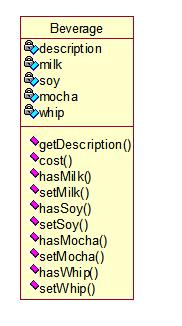 Beverage
description
milk
soy
mocha
whip
getDescription()
cost()
hasMilk()
setMilk()
hasSoy()
setSoy()
hasMocha()
setMocha()
hasWhip()
setWhip()